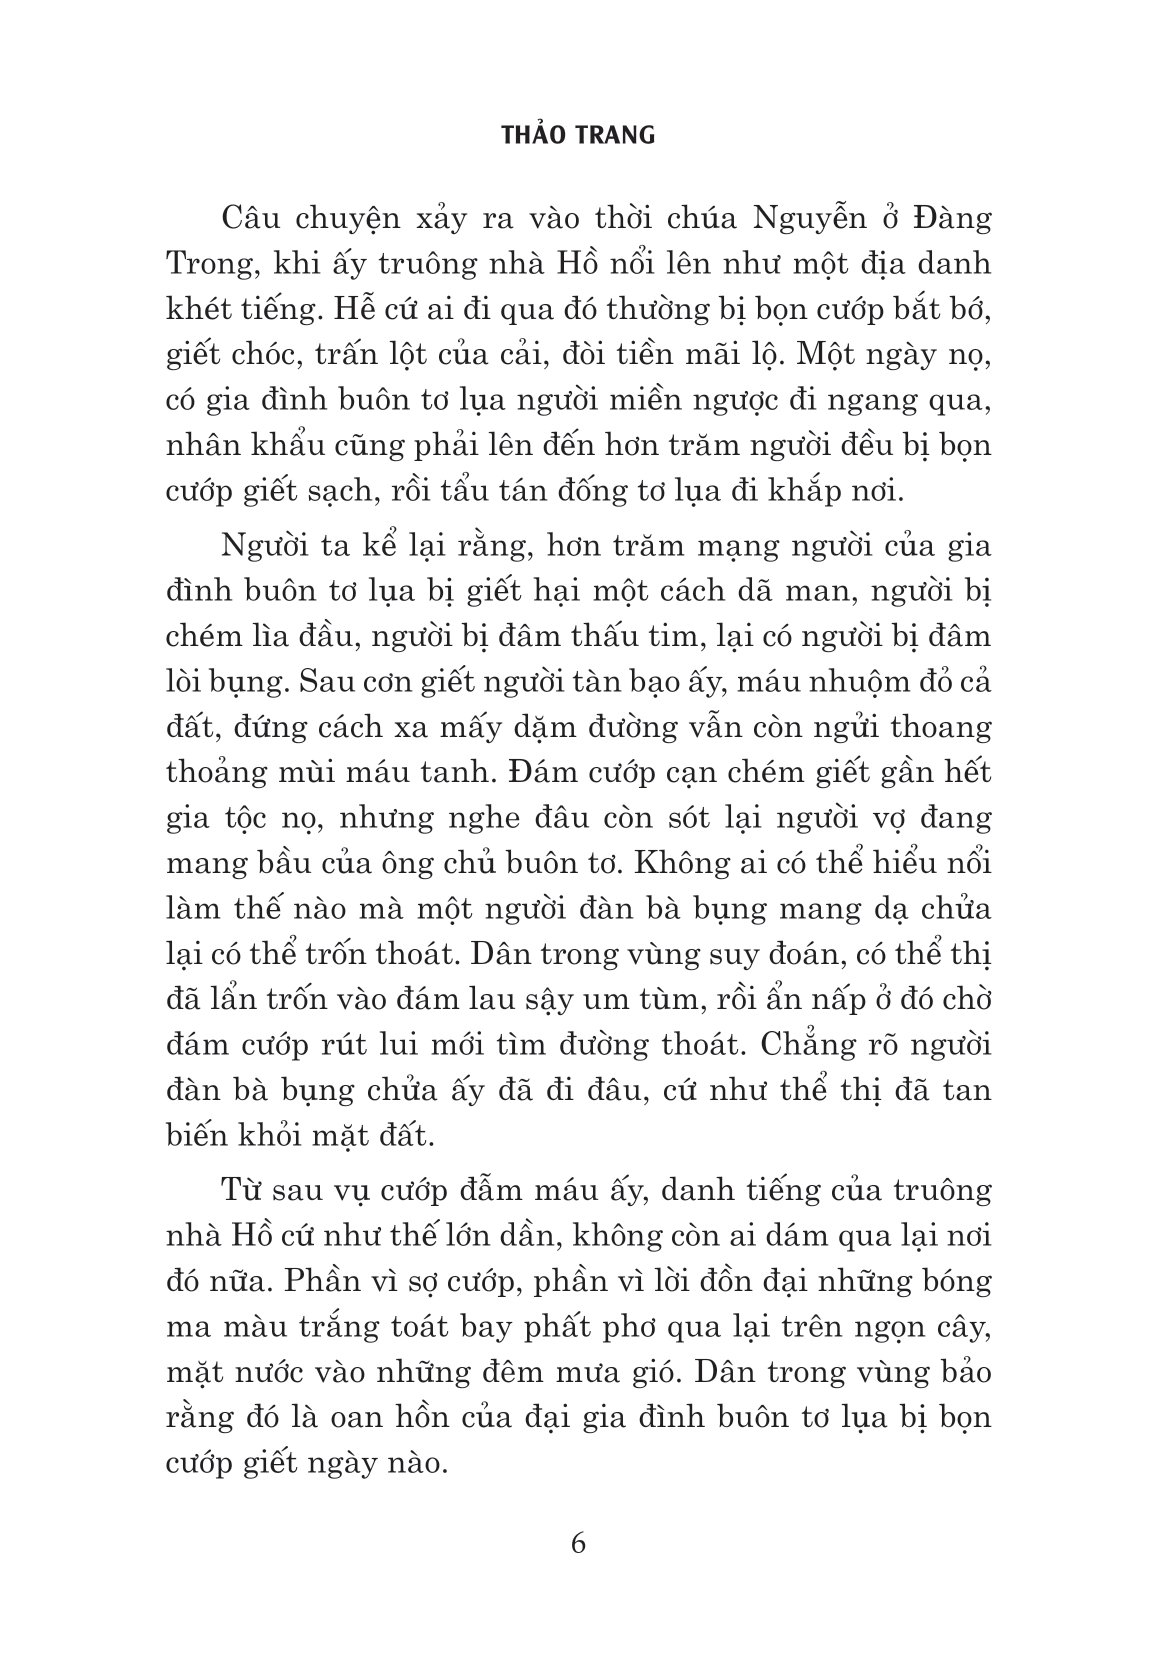 THẢO TRANG
Câu chuyện xảy ra vào thời chúa Nguyễn ở Đàng
Trong, khi ấy truông nhà Hồ nổi lên như một địa danh
khét tiếng. Hễ cứ ai đi qua đó thường bị bọn cướp bắt bớ,
giết chóc, trấn lột của cải, đòi tiền mãi lộ. Một ngày nọ,
có gia đình buôn tơ lụa người miền ngược đi ngang qua,
nhân khẩu cũng phải lên đến hơn trăm người đều bị bọn
cướp giết sạch, rồi tẩu tán đống tơ lụa đi khắp nơi.
Người ta kể lại rằng, hơn trăm mạng người của gia
đình buôn tơ lụa bị giết hại một cách dã man, người bị
chém lìa đầu, người bị đâm thấu tim, lại có người bị đâm
lòi bụng. Sau cơn giết người tàn bạo ấy, máu nhuộm đỏ cả
đất, đứng cách xa mấy dặm đường vẫn còn ngửi thoang
thoảng mùi máu tanh. Đám cướp cạn chém giết gần hết
gia tộc nọ, nhưng nghe đâu còn sót lại người vợ đang
mang bầu của ông chủ buôn tơ. Không ai có thể hiểu nổi
làm thế nào mà một người đàn bà bụng mang dạ chửa
lại có thể trốn thoát. Dân trong vùng suy đoán, có thể thị
đã lẩn trốn vào đám lau sậy um tùm, rồi ẩn nấp ở đó chờ
đám cướp rút lui mới tìm đường thoát. Chẳng rõ người
đàn bà bụng chửa ấy đã đi đâu, cứ như thể thị đã tan
biến khỏi mặt đất.
Từ sau vụ cướp đẫm máu ấy, danh tiếng của truông
nhà Hồ cứ như thế lớn dần, không còn ai dám qua lại nơi
đó nữa. Phần vì sợ cướp, phần vì lời đồn đại những bóng
ma màu trắng toát bay phất phơ qua lại trên ngọn cây,
mặt nước vào những đêm mưa gió. Dân trong vùng bảo
rằng đó là oan hồn của đại gia đình buôn tơ lụa bị bọn
cướp giết ngày nào.
6